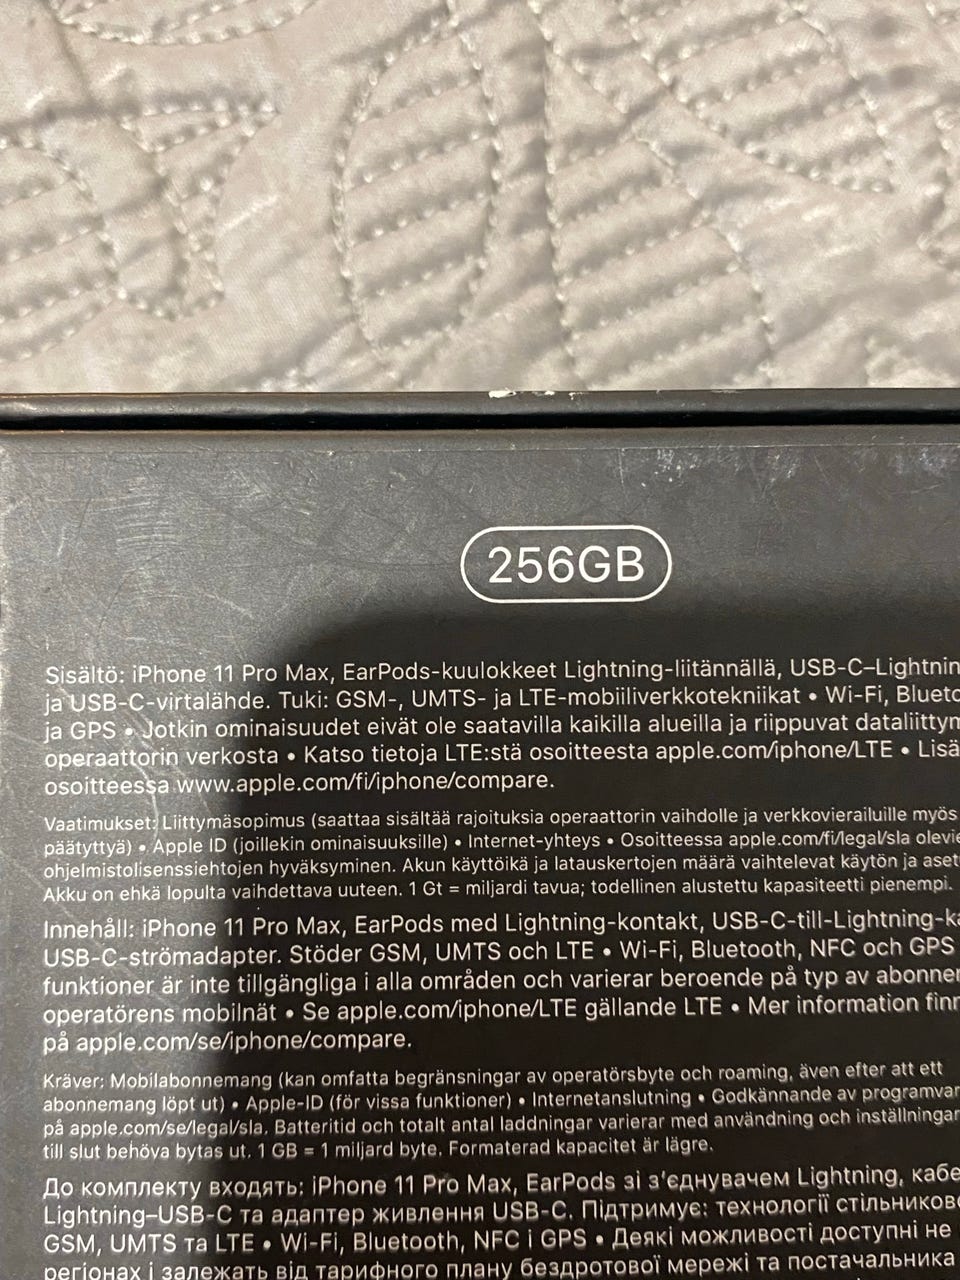 256GB
Sisältö: iPhone 11 Pro Max, EarPods-kuulokkeet Lightning-liitännällä, USB-C–Lightnin
ja USB-C-virtalähde. Tuki: GSM-, UMTS- ja LTE-mobiiliverkkotekniikat • Wi-Fi, Blueto
ja GPS • Jotkin ominaisuudet eivät ole saatavilla kaikilla alueilla ja riippuvat dataliittym
operaattorin verkosta • Katso tietoja LTE:stä osoitteesta apple.com/iphone/LTE • Lisä
osoitteessa www.apple.com/fi/iphone/compare.
Vaatimukset: Liittymäsopimus (saattaa sisältää rajoituksia operaattorin vaihdolle ja verkkovierailuille myös
päätyttyä) • Apple ID (joillekin ominaisuuksille) • Internet-yhteys • Osoitteessa apple.com/fi/legal/sla olevie
ohjelmistolisenssiehtojen hyväksyminen. Akun käyttöikä ja latauskertojen määrä vaihtelevat käytön ja aset
Akku on ehkä lopulta vaihdettava uuteen. 1 Gt = miljardi tavua; todellinen alustettu kapasiteetti pienempi.
Innehåll: iPhone 11 Pro Max, EarPods med Lightning-kontakt, USB-C-till-Lightning-ka
USB-C-strömadapter. Stöder GSM, UMTS och LTE • Wi-Fi, Bluetooth, NFC och GPS
funktioner är inte tillgängliga i alla områden och varierar beroende på typ av abonne
operatörens mobilnät • Se apple.com/iphone/LTE gällande LTE • Mer information finn
på apple.com/se/iphone/compare.
Kräver: Mobilabonnemang (kan omfatta begränsningar av operatörsbyte och roaming, även efter att ett
abonnemang löpt ut) • Apple-ID (för vissa funktioner) • Internetanslutning • Godkännande av programvar
på apple.com/se/legal/sla. Batteritid och totalt antal laddningar varierar med användning och inställningar
till slut behöva bytas ut. 1 GB = 1 miljard byte. Formaterad kapacitet är lägre.
До комплекту входять: iPhone 11 Pro Max, EarPods зі з’єднувачем Lightning, кабе
Lightning–USB-C та адаптер живлення USB-C. Підтримує: технології стільниково
GSM, UMTS та LTE • Wi-Fi, Bluetooth, NFC і GPS • Деякі можливості доступні не
регіонах і залежать від тарифного плану бездротової мережі та постачальника